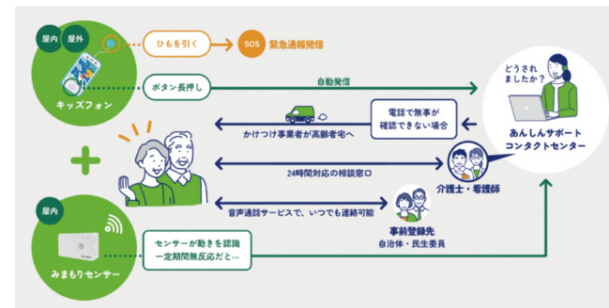 屋内
屋外
ひもを引く
SOS
緊急通報発信
どうされ
ましたか？
ボタン長押し
自動発信
キッズフォン
電話で無事が
確認できない場合
かけつけ事業者が高齢者宅へ
あんしんサポート
コンタクトセンター
24時間対応の相談窓口
介護士・看護師
屋内
音声通話サービスで、いつでも連絡可能
事前登録先
自治体・民生委員
センサーが動きを認識
一定期間無反応だと…
みまもりセンサー